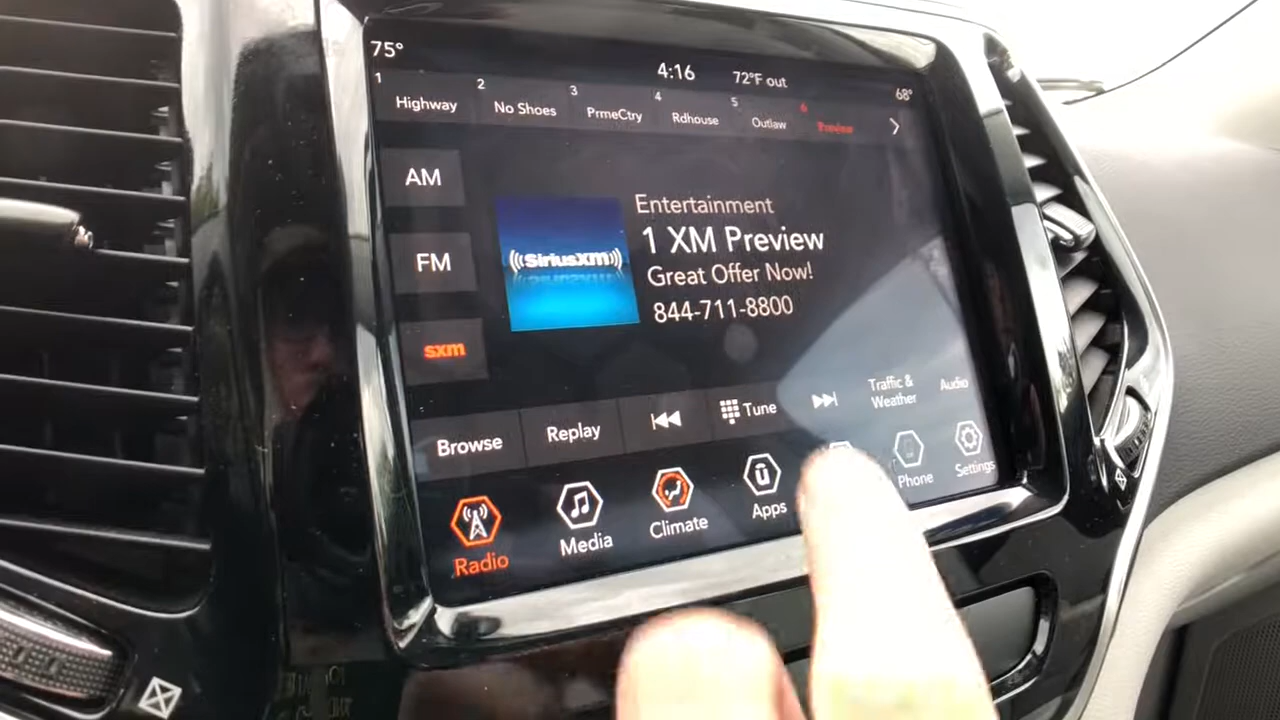 75°
4:16
72°F out
68°
1 Highway
2 No Shoes
3 PrmeCtry
4 Rdhouse
5 Outlaw
6 Preview
AM
FM
sxm
((SiriusXM))
Entertainment
1 XM Preview
Great Offer Now!
844-711-8800
Browse
Replay
Tune
Traffic &
Weather
Audio
Radio
Media
Climate
Apps
Phone
Settings